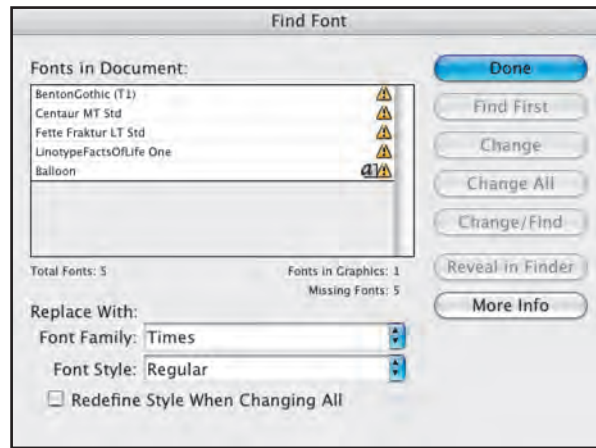 Find Font
Fonts in Document:
BentonGothic (T1)
Centaur MT Std
Fette Fraktur LT Std
LinotypeFactsOfLife One
Balloon
Total Fonts: 5
Fonts in Graphics: 1
Missing Fonts: 5
Replace With:
Font Family: Times
Font Style: Regular
Redefine Style When Changing All
Done
Find First
Change
Change All
Change/Find
Reveal in Finder
More Info